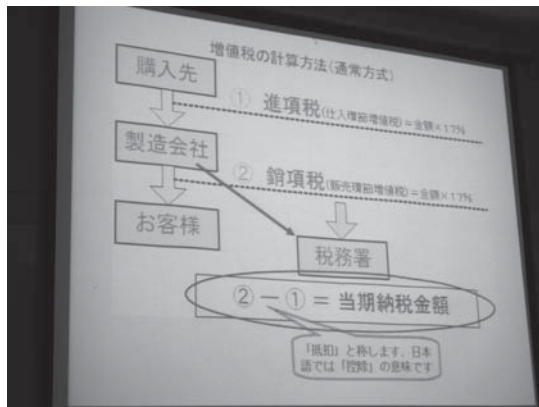 増値税の計算方法(通常方式)
購入先
① 進項税(仕入環節増値税)=金額×17%
製造会社
② 銷項税(販売環節増値税)=金額×17%
お客様
税務署
②-①=当期納税金額
「抵扣」と称します、日本
語では「控除」の意味です